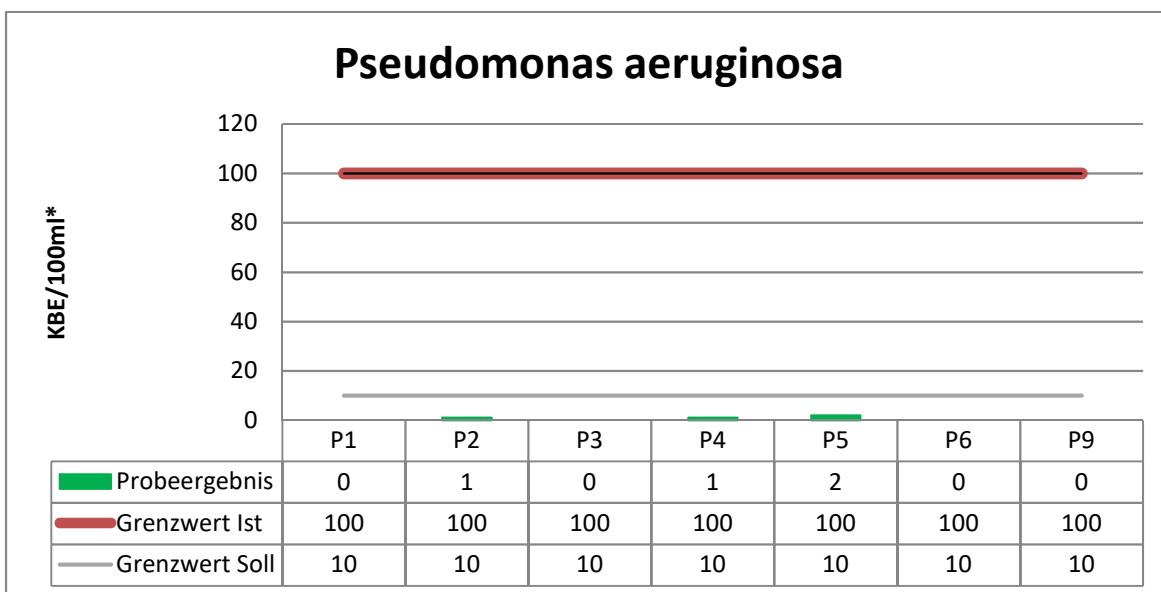 Pseudomonas aeruginosa
KBE/100ml*
120
100
80
60
40
20
0
P1 P2 P3 P4 P5 P6 P9
Probeergebnis 0 1 0 1 2 0 0
Grenzwert Ist 100 100 100 100 100 100 100
Grenzwert Soll 10 10 10 10 10 10 10